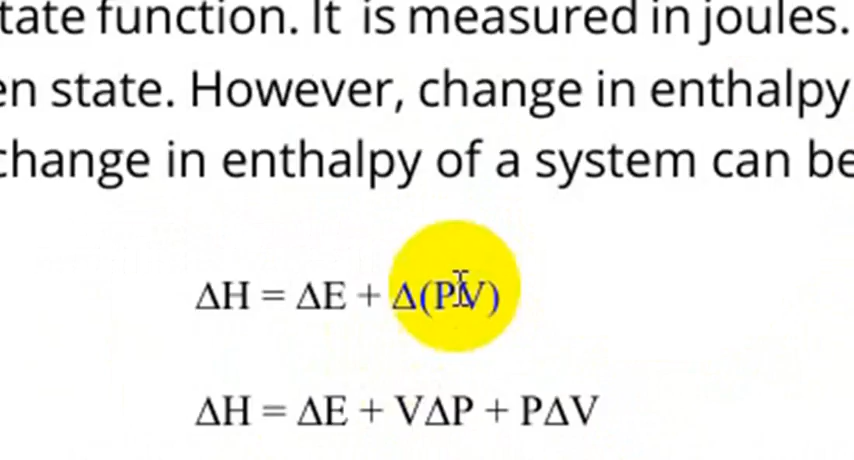 tate function. It is measured in joules.
en state. However, change in enthalpy
change in enthalpy of a system can be
ΔH = ΔE + Δ(PV)
ΔH = ΔE + VΔP + PΔV